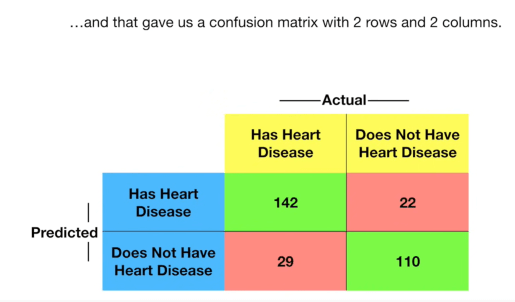 …and that gave us a confusion matrix with 2 rows and 2 columns.
Actual
Has Heart
Disease
Does Not Have
Heart Disease
Predicted
Has Heart
Disease
142
22
Does Not Have
Heart Disease
29
110